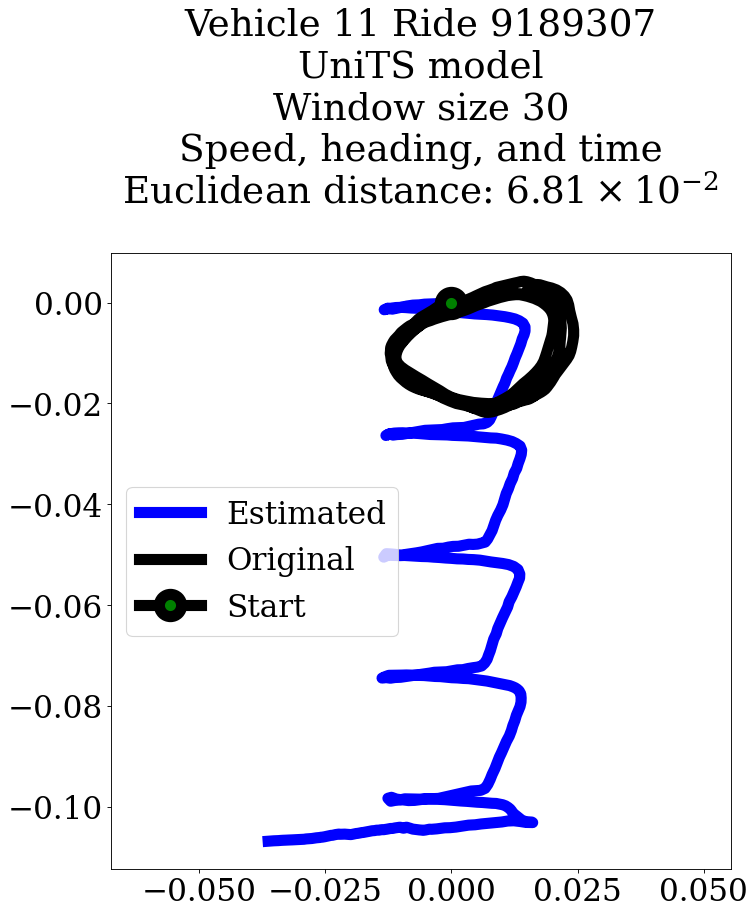 Vehicle 11 Ride 9189307
UniTS model
Window size 30
Speed, heading, and time
Euclidean distance: 6.81 × 10⁻²
0.00
−0.02
−0.04
−0.06
−0.08
−0.10
Estimated
Original
Start
−0.050 −0.025 0.000 0.025 0.050